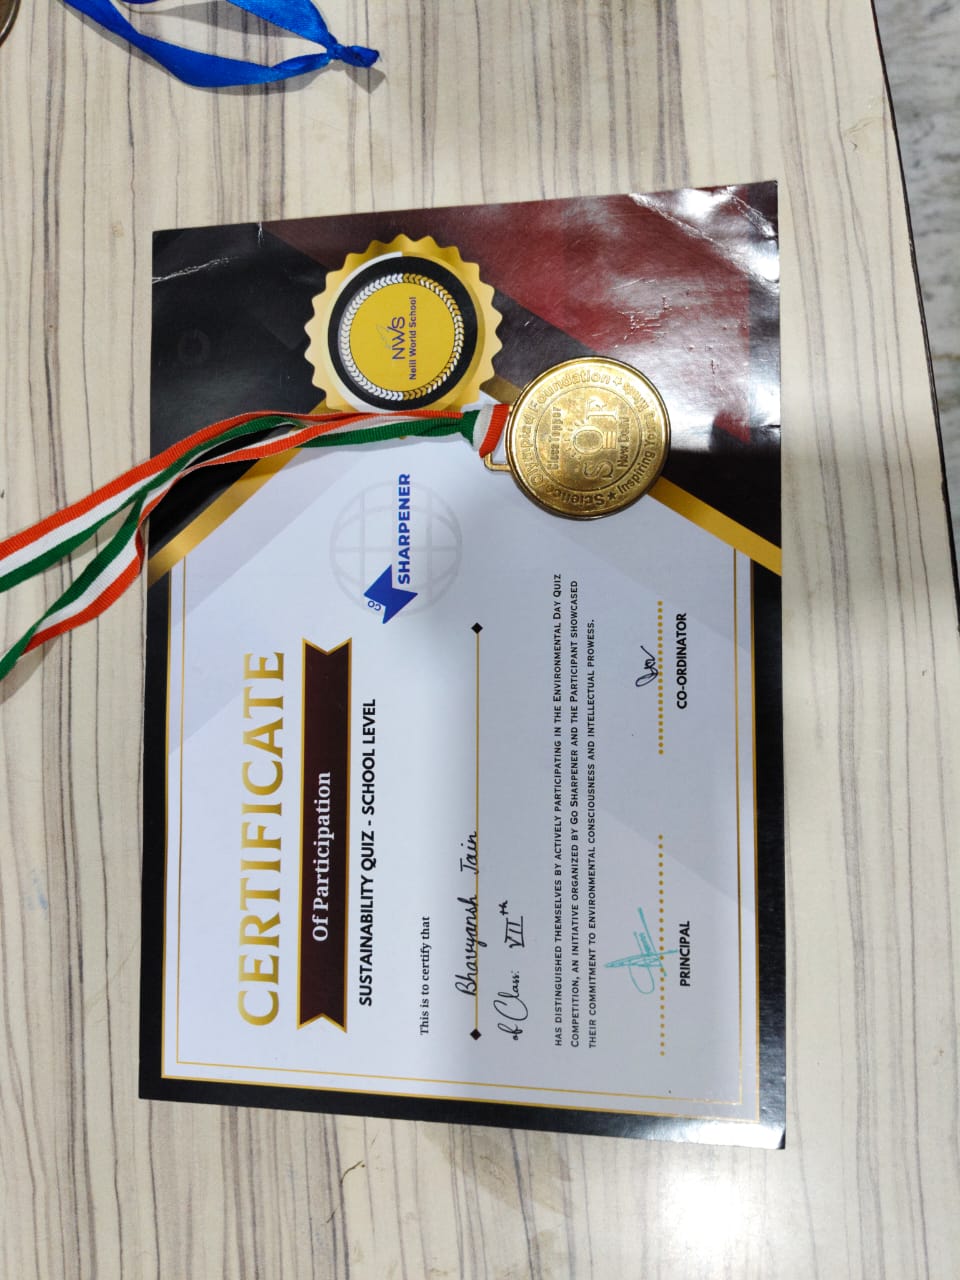 CERTIFICATE
Of Participation
SUSTAINABILITY QUIZ - SCHOOL LEVEL
GO
SHARPENER
This is to certify that
Bhavyansh Jain
of Class: VII th
HAS DISTINGUISHED THEMSELVES BY ACTIVELY PARTICIPATING IN THE ENVIRONMENTAL DAY QUIZ
COMPETITION, AN INITIATIVE ORGANIZED BY GO SHARPENER AND THE PARTICIPANT SHOWCASED
THEIR COMMITMENT TO ENVIRONMENTAL CONSCIOUSNESS AND INTELLECTUAL PROWESS.
PRINCIPAL
CO-ORDINATOR
NWS
Neill World School
Science Olympiad Foundation
Class Topper
SOF
New Delhi
Inspiring Young